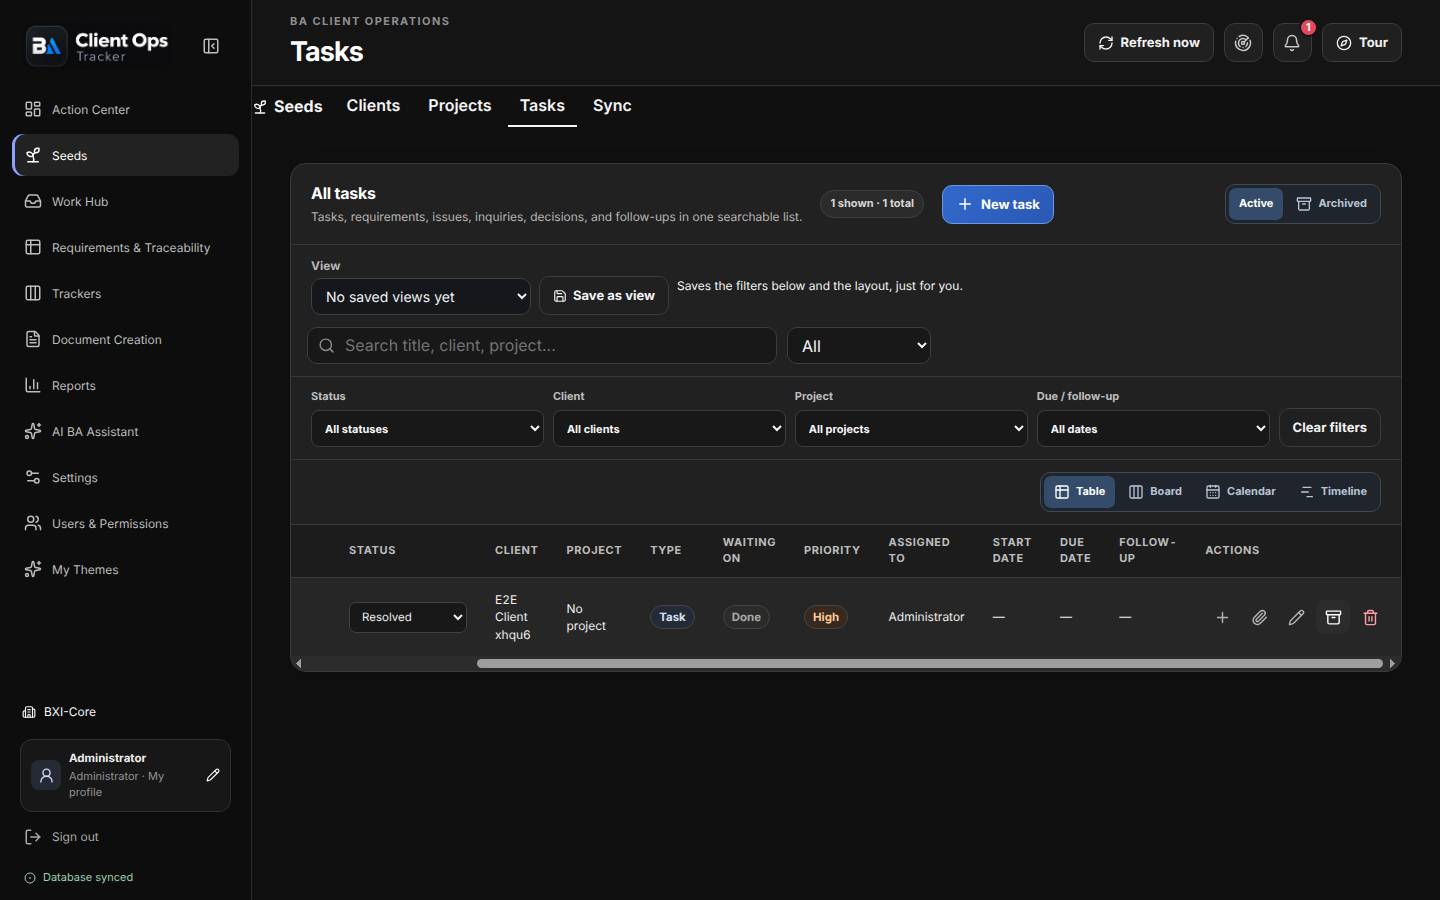 BA
Client Ops
Tracker
Action Center
Seeds
Work Hub
Requirements & Traceability
Trackers
Document Creation
Reports
AI BA Assistant
Settings
Users & Permissions
My Themes
BXI-Core
Administrator
Administrator · My
profile
Sign out
Database synced
BA CLIENT OPERATIONS
Tasks
Refresh now
1
Tour
Seeds Clients Projects Tasks Sync
All tasks
Tasks, requirements, issues, inquiries, decisions, and follow-ups in one searchable list.
1 shown · 1 total
New task
Active Archived
View
No saved views yet
Save as view
Saves the filters below and the layout, just for you.
Search title, client, project...
All
Status Client Project Due / follow-up
All statuses All clients All projects All dates Clear filters
Table Board Calendar Timeline
STATUS CLIENT PROJECT TYPE WAITING ON PRIORITY ASSIGNED TO START DATE DUE DATE FOLLOW-UP ACTIONS
Resolved E2E Client xhqu6 No project Task Done High Administrator — — —